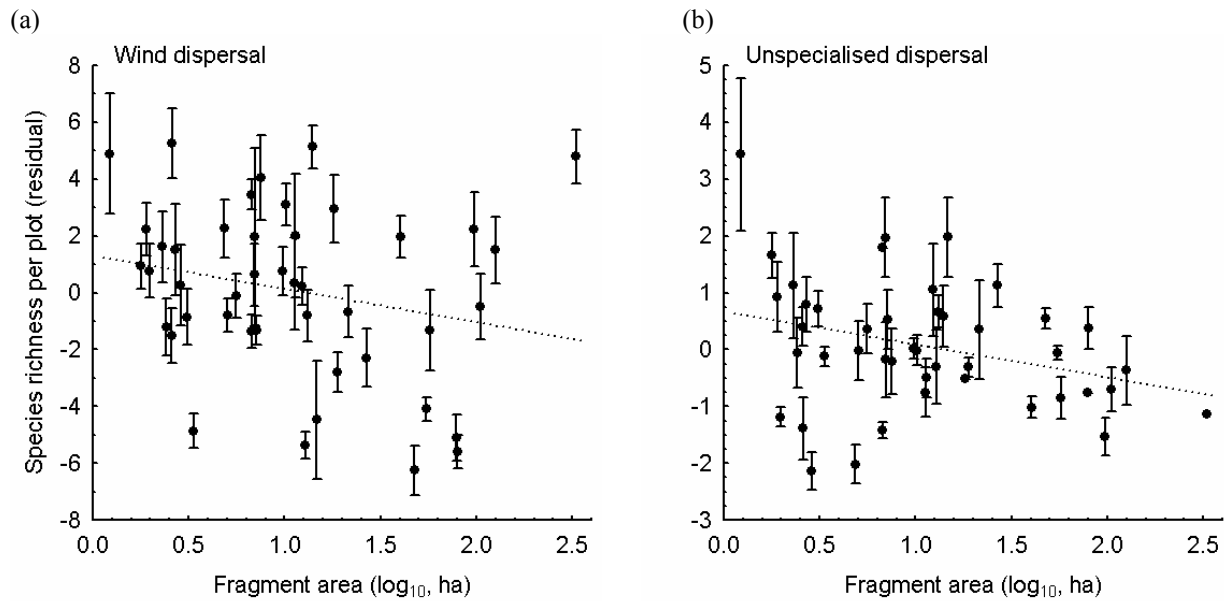 (a)
Wind dispersal
Species richness per plot (residual)
8
6
4
2
0
-2
-4
-6
-8
0.0 0.5 1.0 1.5 2.0 2.5
Fragment area (log₁₀, ha)
(b)
Unspecialised dispersal
5
4
3
2
1
0
-1
-2
-3
0.0 0.5 1.0 1.5 2.0 2.5
Fragment area (log₁₀, ha)